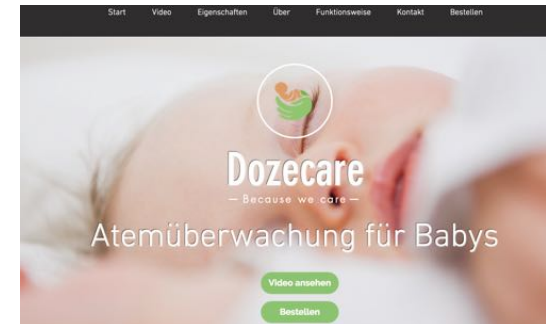 Start Video Eigenschaften Über Funktionsweise Kontakt Bestellen
Dozecare
— Because we care —
Atemüberwachung für Babys
Video ansehen
Bestellen